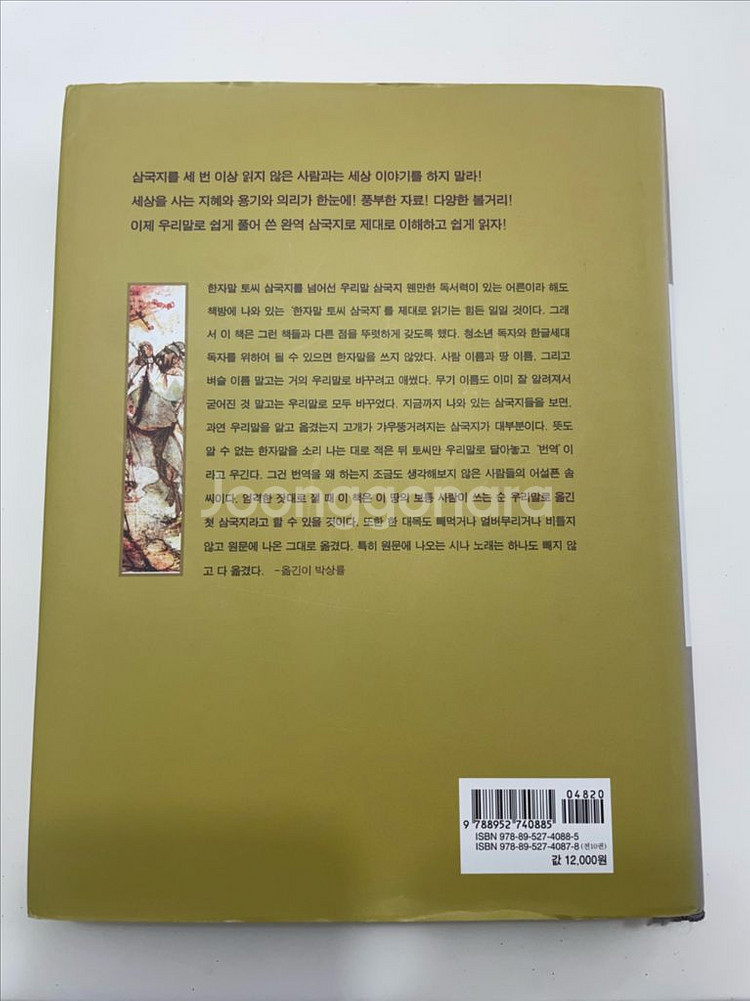 삼국지를 세 번 이상 읽지 않은 사람과는 세상 이야기를 하지 말라!
세상을 사는 지혜와 용기와 의리가 한눈에! 풍부한 자료! 다양한 볼거리!
이제 우리말로 쉽게 풀어 쓴 완역 삼국지로 제대로 이해하고 쉽게 읽자!
한자말 토씨 삼국지를 넘어선 우리말 삼국지 웬만한 독서력이 있는 어른이라 해도
책방에 나와 있는 '한자말 토씨 삼국지'를 제대로 읽기는 힘든 일일 것이다. 그래
서 이 책은 그런 책들과 다른 점을 뚜렷하게 갖도록 했다. 청소년 독자와 한글세대
독자를 위하여 될 수 있으면 한자말을 쓰지 않았다. 사람 이름과 땅 이름, 그리고
벼슬 이름 말고는 거의 우리말로 바꾸려고 애썼다. 무기 이름도 이미 잘 알려져서
굳어진 것 말고는 우리말로 모두 바꾸었다. 지금까지 나와 있는 삼국지들을 보면,
과연 우리말을 알고 옮겼는지 고개가 갸우뚱거려지는 삼국지가 대부분이다. 뜻도
알 수 없는 한자말을 소리 나는 대로 적은 뒤 토씨만 우리말로 달아놓고 '번역'이
라고 우긴다. 그건 번역을 왜 하는지 조금도 생각해보지 않은 사람들의 어설픈 솜
씨이다. 엄격한 잣대로 잴 때 이 책은 이 땅의 보통 사람이 쓰는 순 우리말로 옮긴
첫 삼국지라고 할 수 있을 것이다. 또한 한 대목도 빼먹거나 얼버무리거나 비틀지
않고 원문에 나온 그대로 옮겼다. 특히 원문에 나오는 시나 노래는 하나도 빼지 않
고 다 옮겼다. -옮긴이 박상률
Joonggonara
04820
9 788952 740885
ISBN 978-89-527-4088-5
ISBN 978-89-527-4087-8 (전10권)
값 12,000원